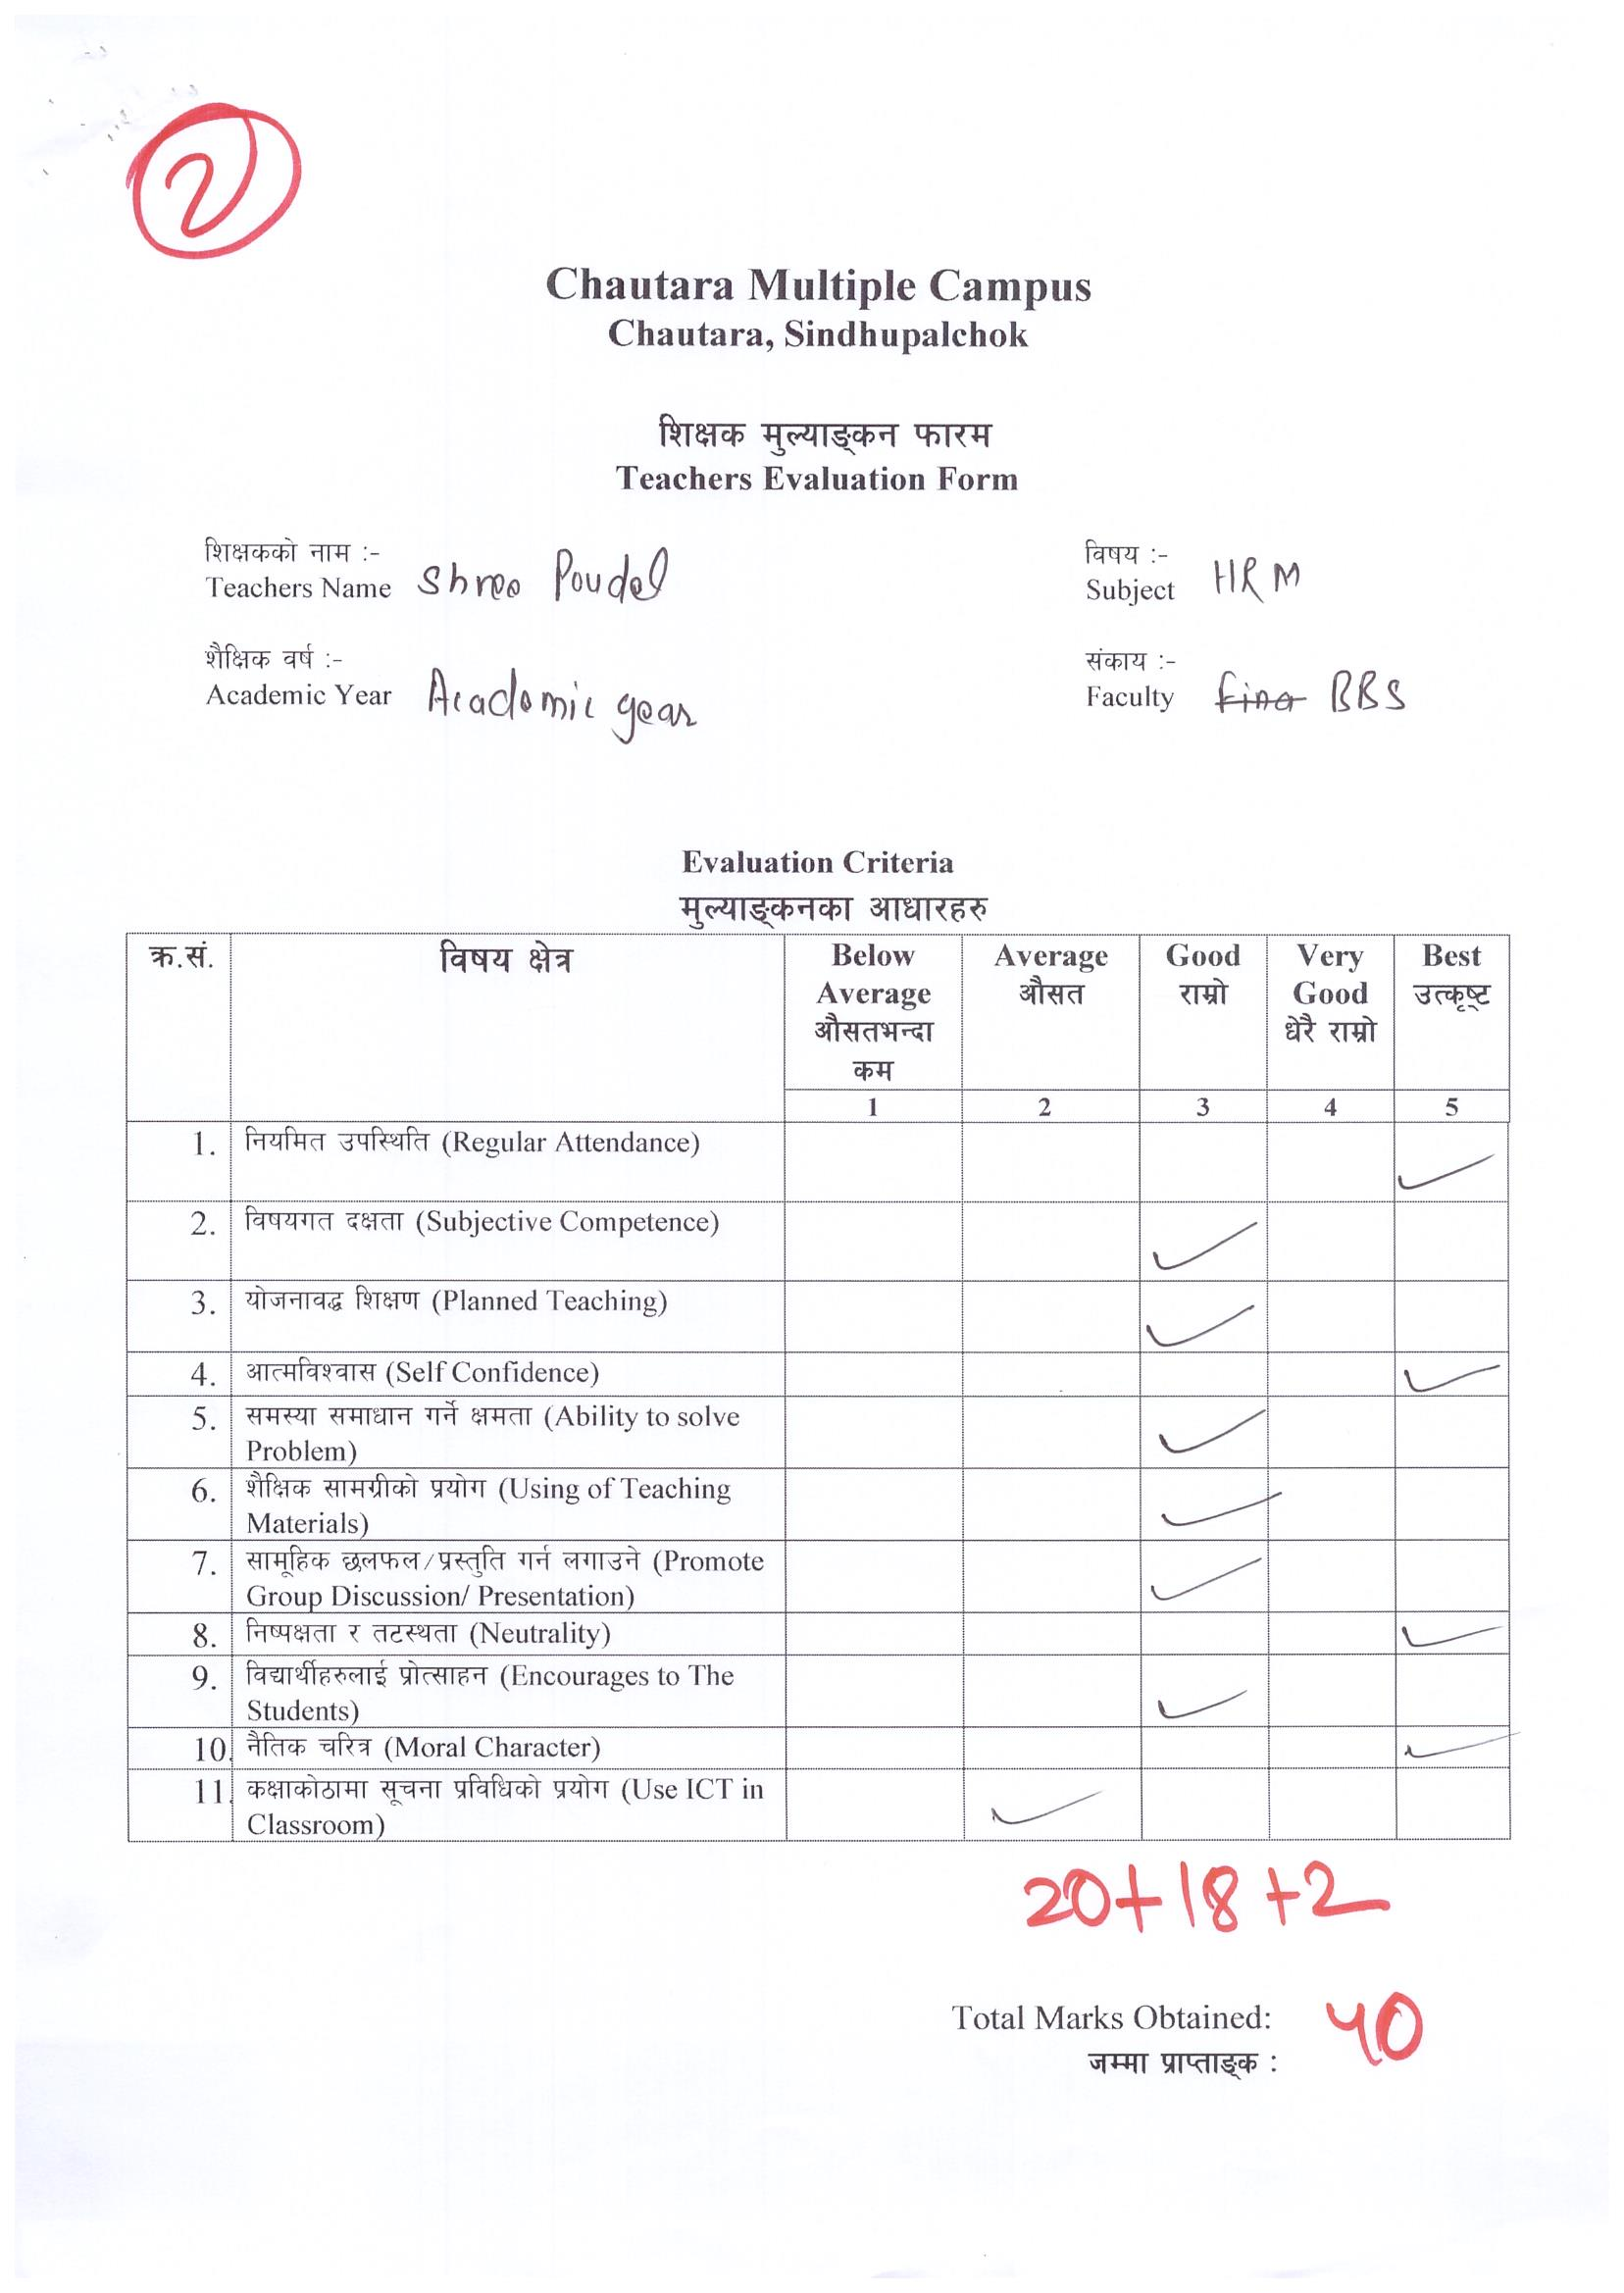 2
Chautara Multiple Campus
Chautara, Sindhupalchok
शिक्षक मुल्याङ्कन फारम
Teachers Evaluation Form
शिक्षकको नाम :-
Teachers Name Shree Poudel
विषय :-
Subject HRM
शैक्षिक वर्ष :-
Academic Year Academic year
संकाय :-
Faculty Fina BBS
Evaluation Criteria
मुल्याङ्कनका आधारहरु
क्र.सं. विषय क्षेत्र Below Average औसतभन्दा कम Average औसत Good राम्रो Very Good धेरै राम्रो Best उत्कृष्ट
1 2 3 4 5
1. नियमित उपस्थिति (Regular Attendance) ✓
2. विषयगत दक्षता (Subjective Competence) ✓
3. योजनावद्ध शिक्षण (Planned Teaching) ✓
4. आत्मविश्वास (Self Confidence) ✓
5. समस्या समाधान गर्ने क्षमता (Ability to solve
Problem) ✓
6. शैक्षिक सामग्रीको प्रयोग (Using of Teaching
Materials) ✓
7. सामूहिक छलफल/प्रस्तुति गर्न लगाउने (Promote
Group Discussion/ Presentation) ✓
8. निष्पक्षता र तटस्थता (Neutrality) ✓
9. विद्यार्थीहरुलाई प्रोत्साहन (Encourages to The
Students) ✓
10. नैतिक चरित्र (Moral Character) ✓
11. कक्षाकोठामा सूचना प्रविधिको प्रयोग (Use ICT in
Classroom) ✓
20+18+2
Total Marks Obtained: 40
जम्मा प्राप्ताङ्क :